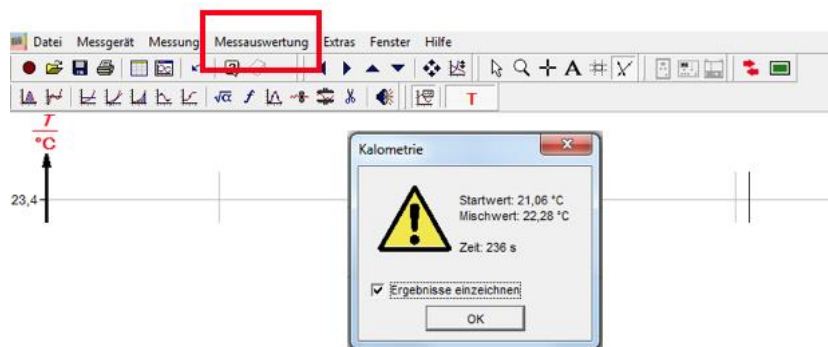 Datei Messgerät Messung Messauswertung Extras Fenster Hilfe
A
√α f
T
T
°C
23,4
Kalometrie
Startwert: 21,06 °C
Mischwert: 22,28 °C
Zeit: 236 s
Ergebnisse einzeichnen
OK